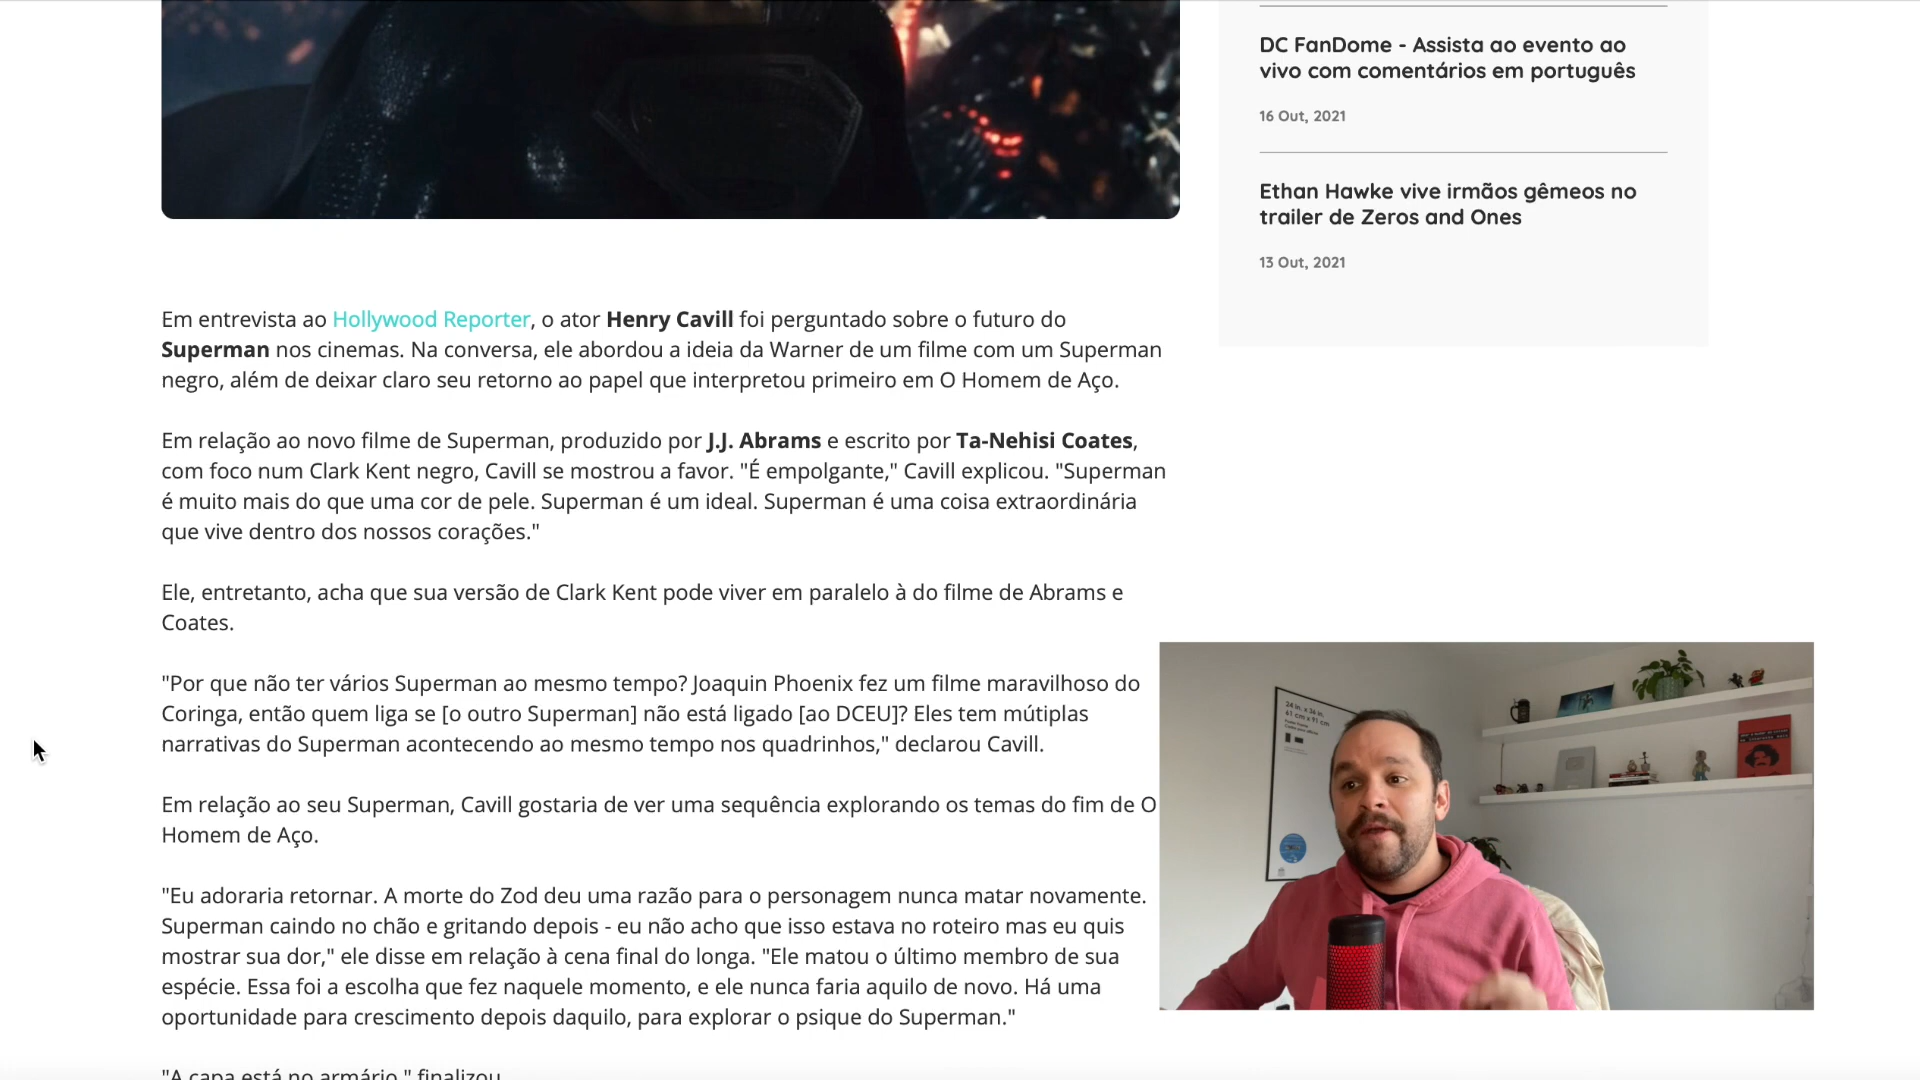 DC FanDome - Assista ao evento ao
vivo com comentários em português
16 Out, 2021
Ethan Hawke vive irmãos gêmeos no
trailer de Zeros and Ones
13 Out, 2021
Em entrevista ao Hollywood Reporter, o ator Henry Cavill foi perguntado sobre o futuro do
Superman nos cinemas. Na conversa, ele abordou a ideia da Warner de um filme com um Superman
negro, além de deixar claro seu retorno ao papel que interpretou primeiro em O Homem de Aço.
Em relação ao novo filme de Superman, produzido por J.J. Abrams e escrito por Ta-Nehisi Coates,
com foco num Clark Kent negro, Cavill se mostrou a favor. "É empolgante," Cavill explicou. "Superman
é muito mais do que uma cor de pele. Superman é um ideal. Superman é uma coisa extraordinária
que vive dentro dos nossos corações."
Ele, entretanto, acha que sua versão de Clark Kent pode viver em paralelo à do filme de Abrams e
Coates.
"Por que não ter vários Superman ao mesmo tempo? Joaquin Phoenix fez um filme maravilhoso do
Coringa, então quem liga se [o outro Superman] não está ligado [ao DCEU]? Eles tem mútiplas
narrativas do Superman acontecendo ao mesmo tempo nos quadrinhos," declarou Cavill.
Em relação ao seu Superman, Cavill gostaria de ver uma sequência explorando os temas do fim de O
Homem de Aço.
"Eu adoraria retornar. A morte do Zod deu uma razão para o personagem nunca matar novamente.
Superman caindo no chão e gritando depois - eu não acho que isso estava no roteiro mas eu quis
mostrar sua dor," ele disse em relação à cena final do longa. "Ele matou o último membro de sua
espécie. Essa foi a escolha que fez naquele momento, e ele nunca faria aquilo de novo. Há uma
oportunidade para crescimento depois daquilo, para explorar o psique do Superman."
"A capa está no armário," finalizou
24 in. x 36 in.
61 cm x 91 cm